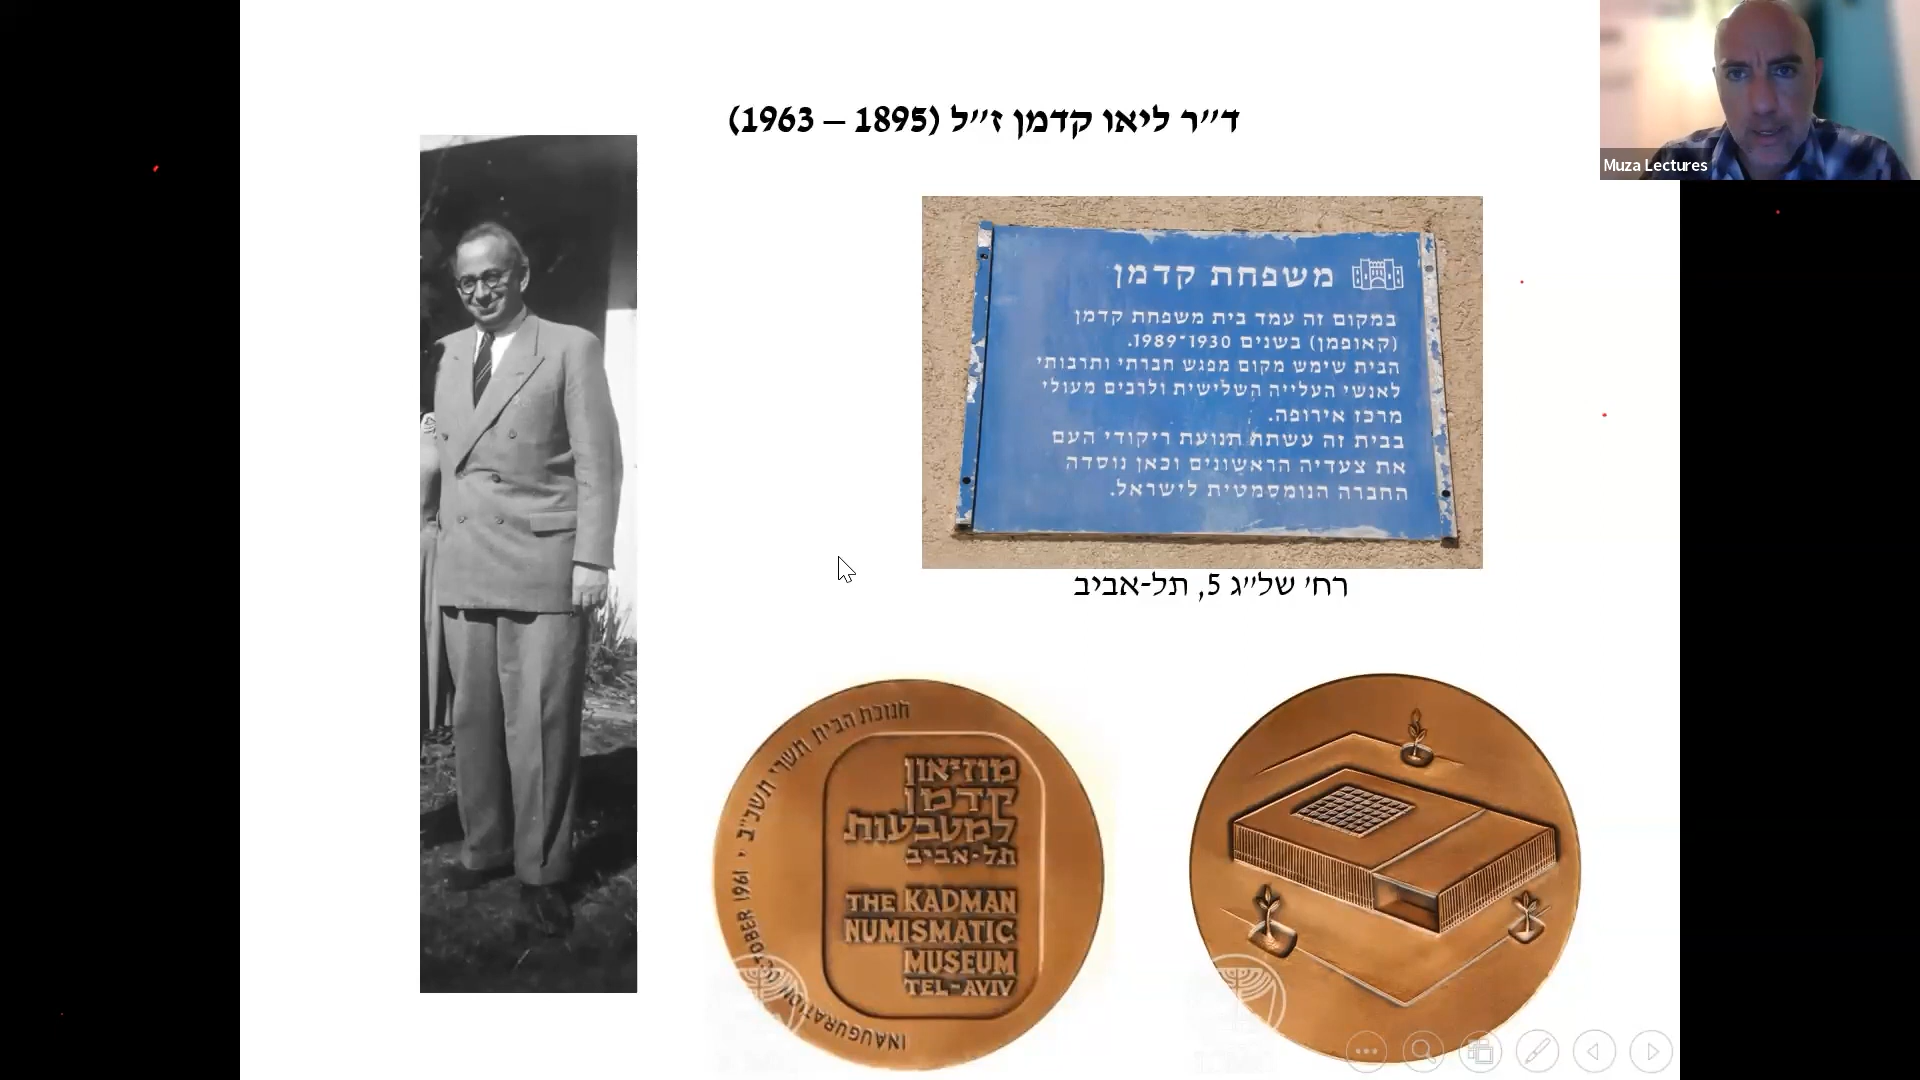 ד״ר ליאו קדמן ז״ל (1895 – 1963)
Muza Lectures
משפחת קדמן
במקום זה עמד בית משפחת קדמן
(קאופמן) בשנים 1930־1989.
הבית שימש מקום מפגש חברתי ותרבותי
לאנשי העלייה השלישית ולרבים מעולי
מרכז אירופה.
בבית זה עשתה תנועת ריקודי העם
את צעדיה הראשונים וכאן נוסדה
החברה הנומסמטית לישראל.
רח׳ של״ג 5, תל-אביב
חנוכת הבית תשרי תשכ״ב · INAUGURATION OCTOBER 1961
מוזיאון
קדמן
למטבעות
תל-אביב
THE KADMAN
NUMISMATIC
MUSEUM
TEL-AVIV